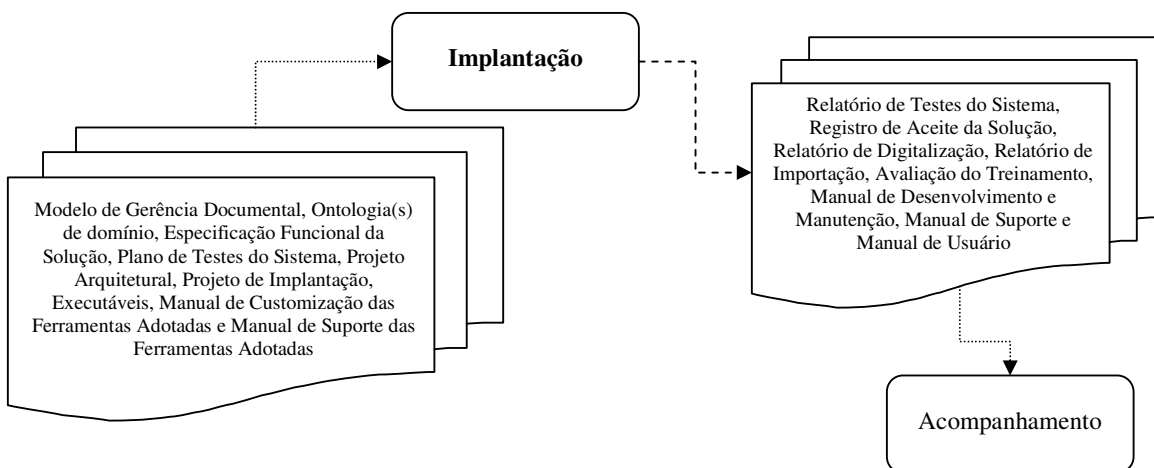 Implantação
Modelo de Gerência Documental, Ontologia(s)
de domínio, Especificação Funcional da
Solução, Plano de Testes do Sistema, Projeto
Arquitetural, Projeto de Implantação,
Executáveis, Manual de Customização das
Ferramentas Adotadas e Manual de Suporte das
Ferramentas Adotadas
Relatório de Testes do Sistema,
Registro de Aceite da Solução,
Relatório de Digitalização, Relatório de
Importação, Avaliação do Treinamento,
Manual de Desenvolvimento e
Manutenção, Manual de Suporte e
Manual de Usuário
Acompanhamento